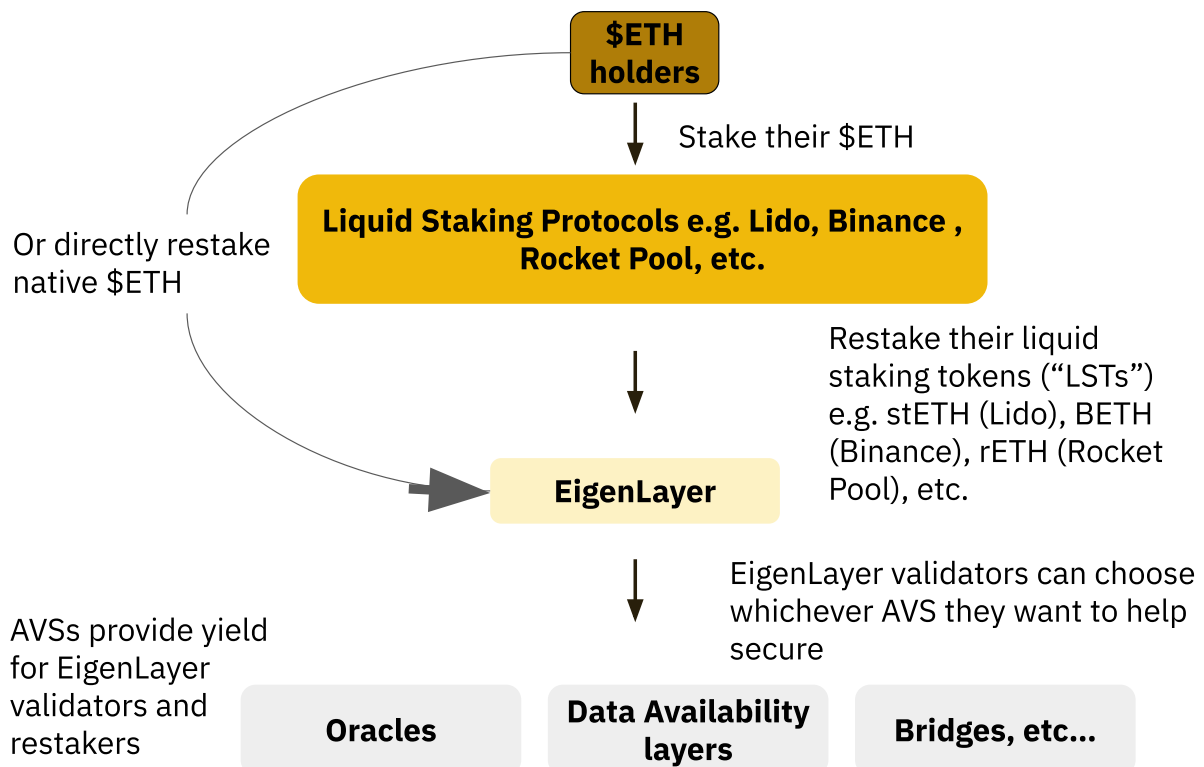 $ETH
holders
Stake their $ETH
Liquid Staking Protocols e.g. Lido, Binance ,
Rocket Pool, etc.
Or directly restake
native $ETH
Restake their liquid
staking tokens (“LSTs”)
e.g. stETH (Lido), BETH
(Binance), rETH (Rocket
Pool), etc.
EigenLayer
EigenLayer validators can choose
whichever AVS they want to help
secure
AVSs provide yield
for EigenLayer
validators and
restakers
Oracles
Data Availability
layers
Bridges, etc...